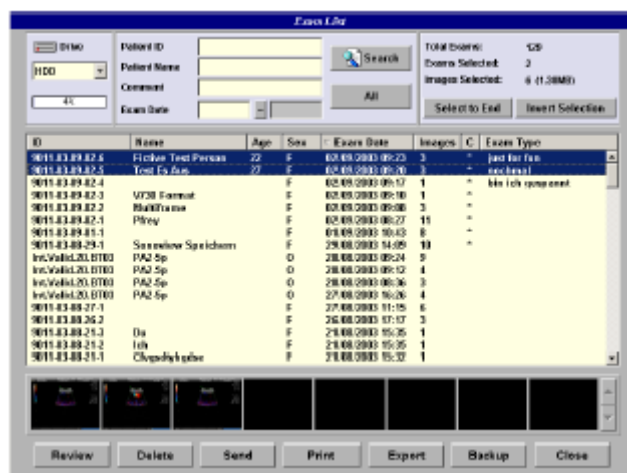 Exam List
Drive
Patient ID
Search
Total Exams: 129
HDD
Patient Name
Exams Selected: 2
Comment
All
Images Selected: 6 (1.38MB)
4%
Exam Date
Select to End
Invert Selection
ID Name Age Sex Exam Date Images C Exam Type
9011-03-09-02-6 Fictive Test Person 22 F 02/09/2003 09:23 3 * just for fun
9011-03-09-02-5 Test Es Aus 27 F 02/09/2003 09:20 3 * nochmal
9011-03-09-02-4 F 02/09/2003 09:17 1 * bin ich gespannt
9011-03-09-02-3 V730 Format F 02/09/2003 09:10 1 *
9011-03-09-02-2 Multiframe F 02/09/2003 09:08 3 *
9011-03-09-02-1 Pfrey F 02/09/2003 08:27 11 *
9011-03-09-01-1 F 01/09/2003 10:43 8 *
9011-03-08-29-1 Sonoview Speichern F 29/08/2003 14:09 10 *
Int.Valid.20.BT03 PA2-5p O 28/08/2003 09:24 9
Int.Valid.20.BT03 PA2-5p O 28/08/2003 09:12 4
Int.Valid.20.BT03 PA2-5p O 28/08/2003 08:36 3
Int.Valid.20.BT03 PA2-5p O 27/08/2003 16:26 4
9011-03-08-27-1 F 27/08/2003 11:15 6
9011-03-08-26-2 F 26/08/2003 17:17 3
9011-03-08-21-3 Du F 21/08/2003 15:35 1
9011-03-08-21-2 Ich F 21/08/2003 15:35 1
9011-03-08-21-1 F 21/08/2003 15:32 1
Review
Delete
Send
Print
Export
Backup
Close